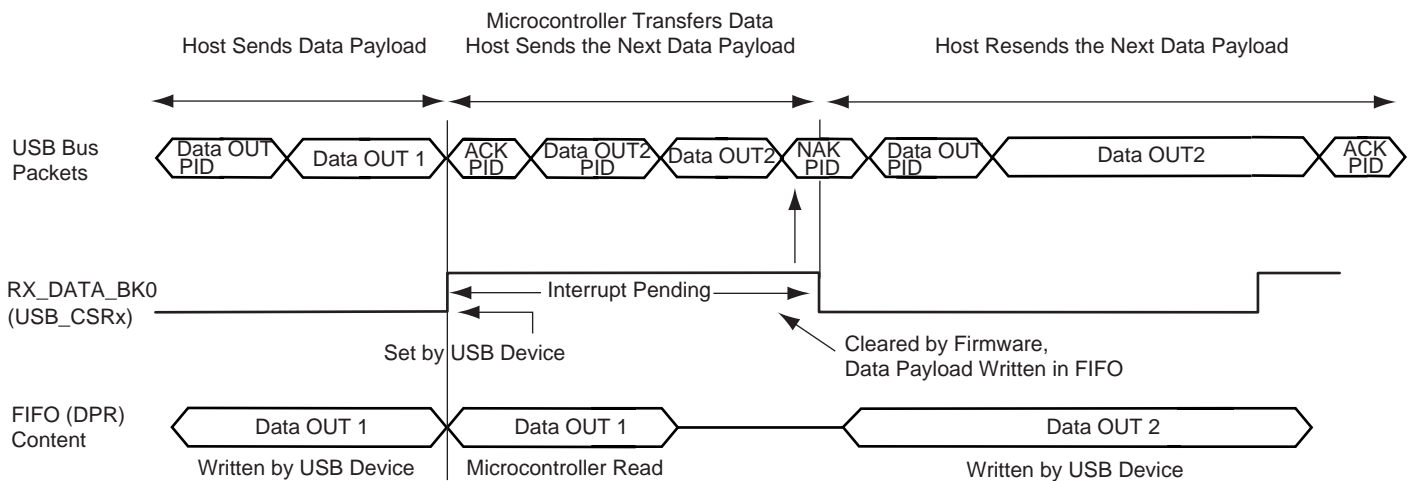 Host Sends Data Payload
Microcontroller Transfers Data
Host Sends the Next Data Payload
Host Resends the Next Data Payload
USB Bus
Packets
Data OUT
PID
Data OUT 1
ACK
PID
Data OUT2
PID
Data OUT2
NAK
PID
Data OUT
PID
Data OUT2
ACK
PID
RX_DATA_BK0
(USB_CSRx)
Interrupt Pending
Set by USB Device
Cleared by Firmware,
Data Payload Written in FIFO
FIFO (DPR)
Content
Data OUT 1
Data OUT 1
Data OUT 2
Written by USB Device
Microcontroller Read
Written by USB Device